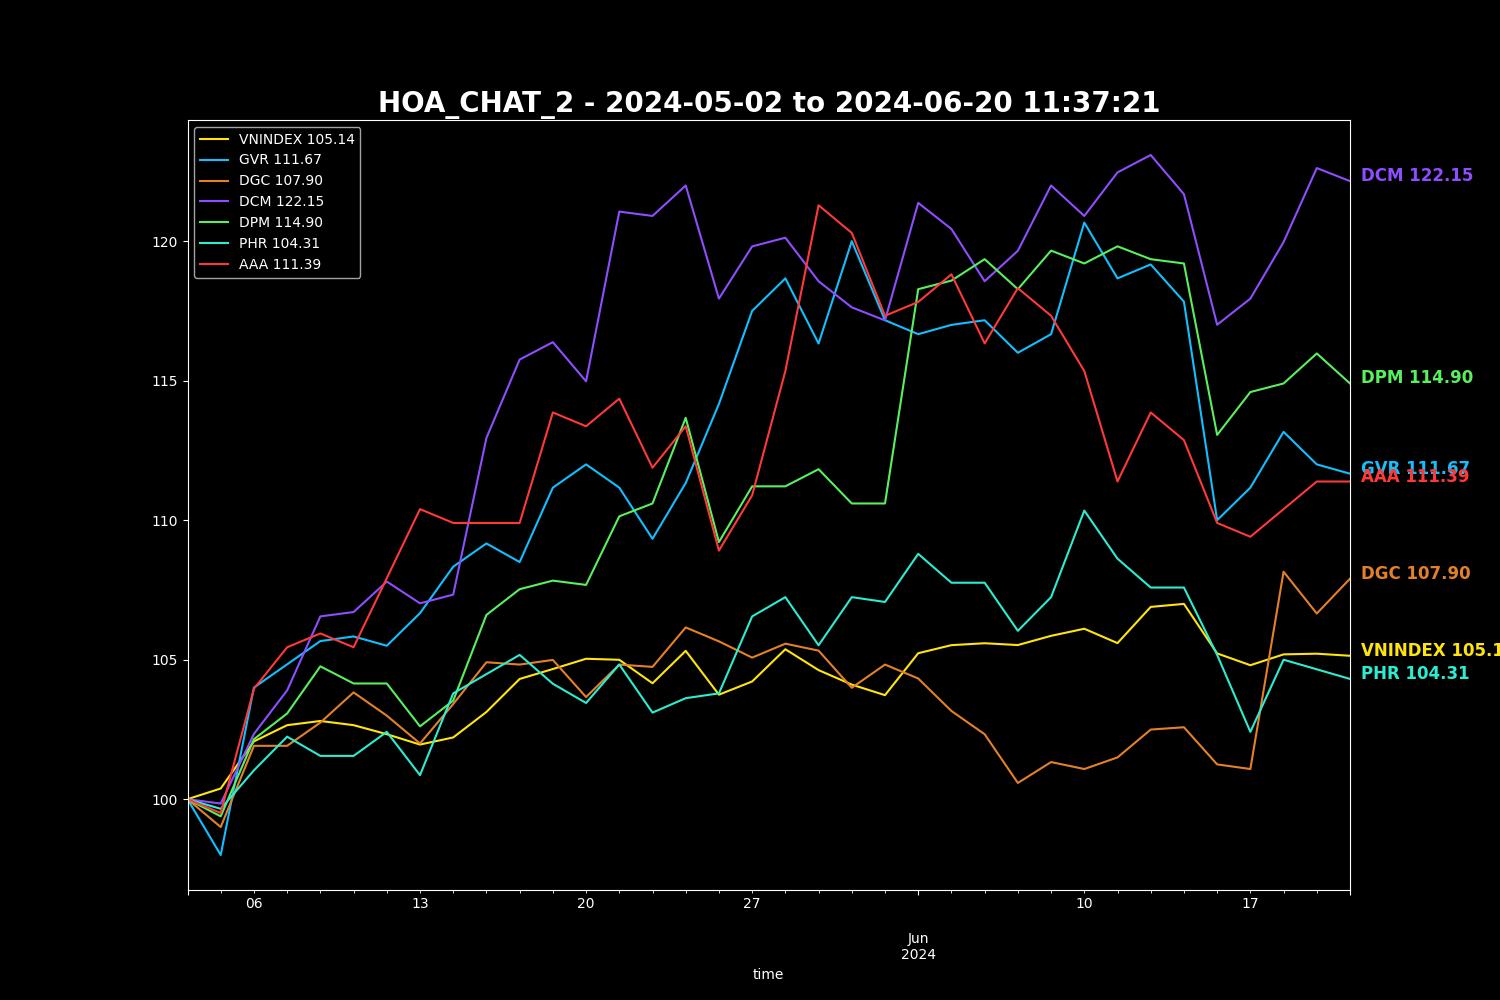 HOA_CHAT_2 - 2024-05-02 to 2024-06-20 11:37:21
VNINDEX 105.14
GVR 111.67
DGC 107.90
DCM 122.15
DPM 114.90
PHR 104.31
AAA 111.39
120
115
110
105
100
DCM 122.15
DPM 114.90
GVR 111.67
AAA 111.39
DGC 107.90
VNINDEX 105.1
PHR 104.31
06
13
20
27
10
17
Jun
2024
time